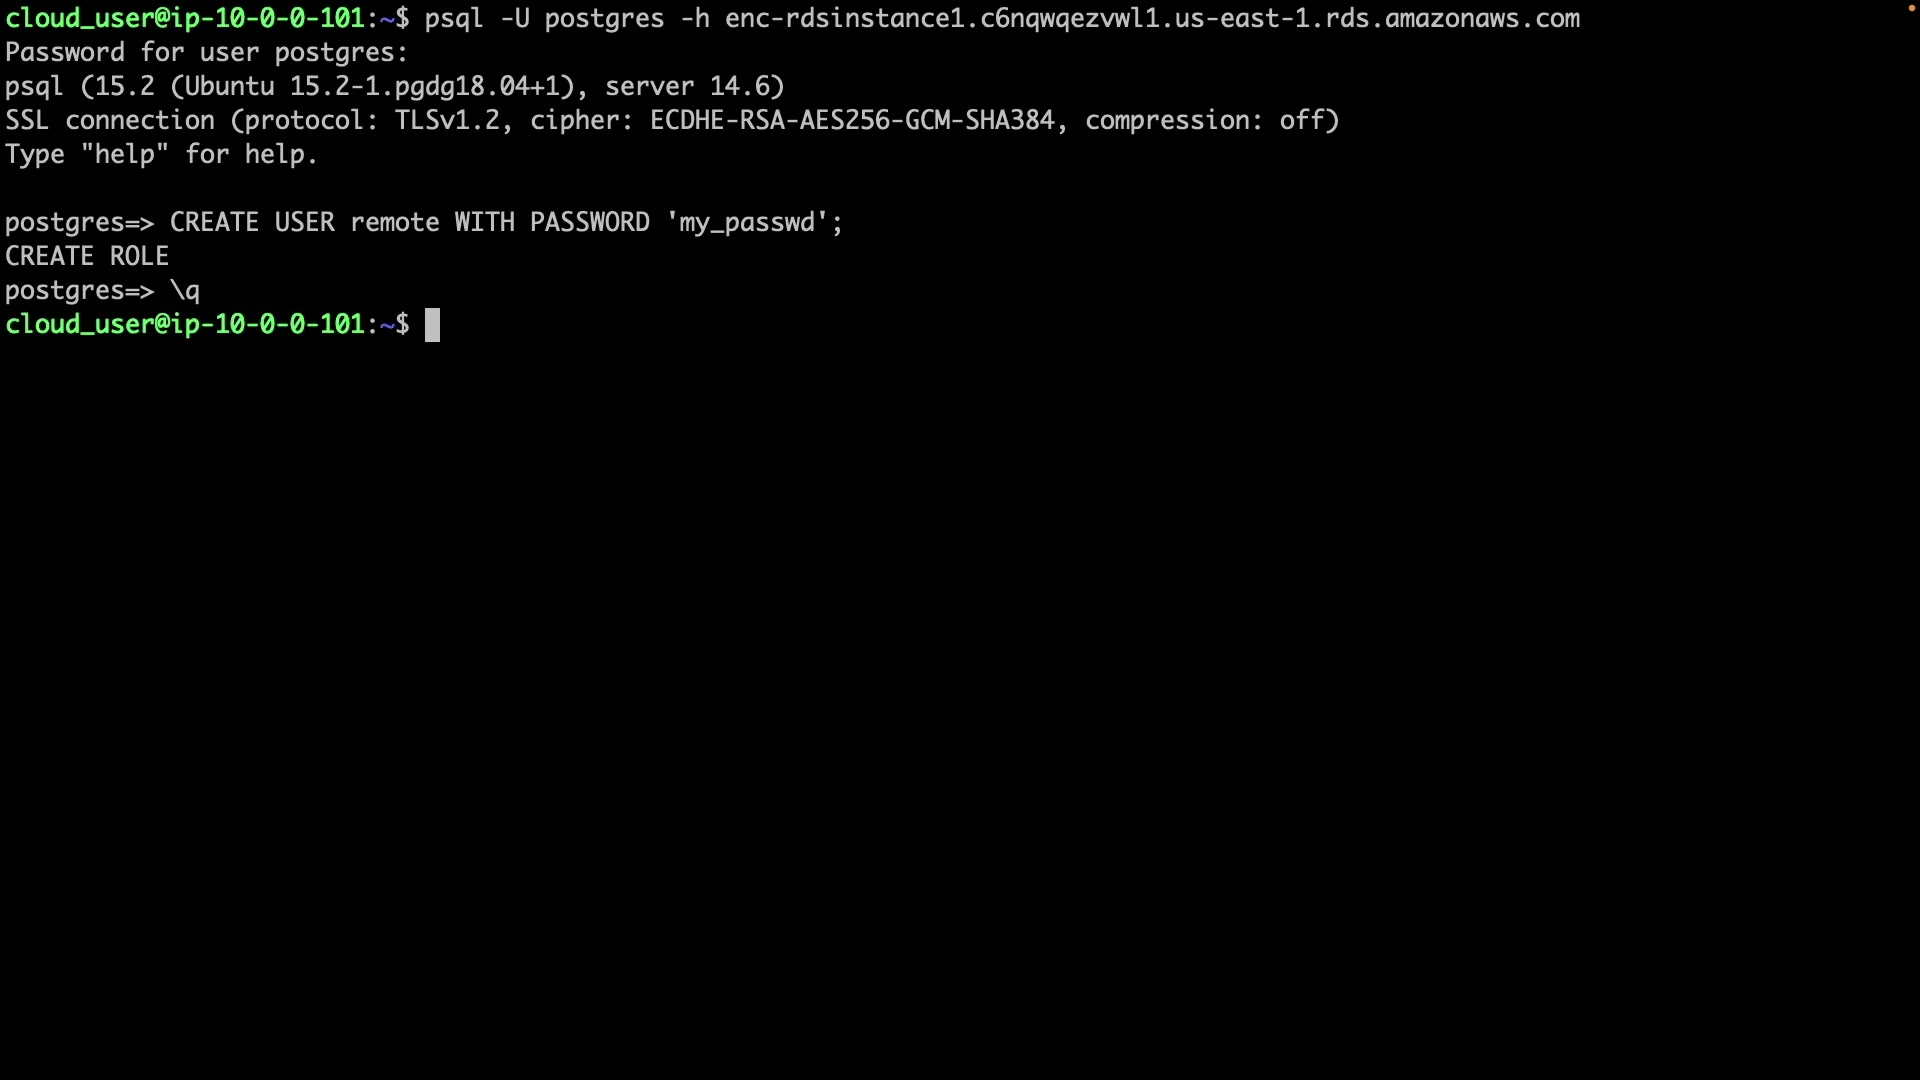 cloud_user@ip-10-0-0-101:~$ psql -U postgres -h enc-rdsinstance1.c6nqwqezvwl1.us-east-1.rds.amazonaws.com
Password for user postgres:
psql (15.2 (Ubuntu 15.2-1.pgdg18.04+1), server 14.6)
SSL connection (protocol: TLSv1.2, cipher: ECDHE-RSA-AES256-GCM-SHA384, compression: off)
Type "help" for help.
postgres=> CREATE USER remote WITH PASSWORD 'my_passwd';
CREATE ROLE
postgres=> \q
cloud_user@ip-10-0-0-101:~$